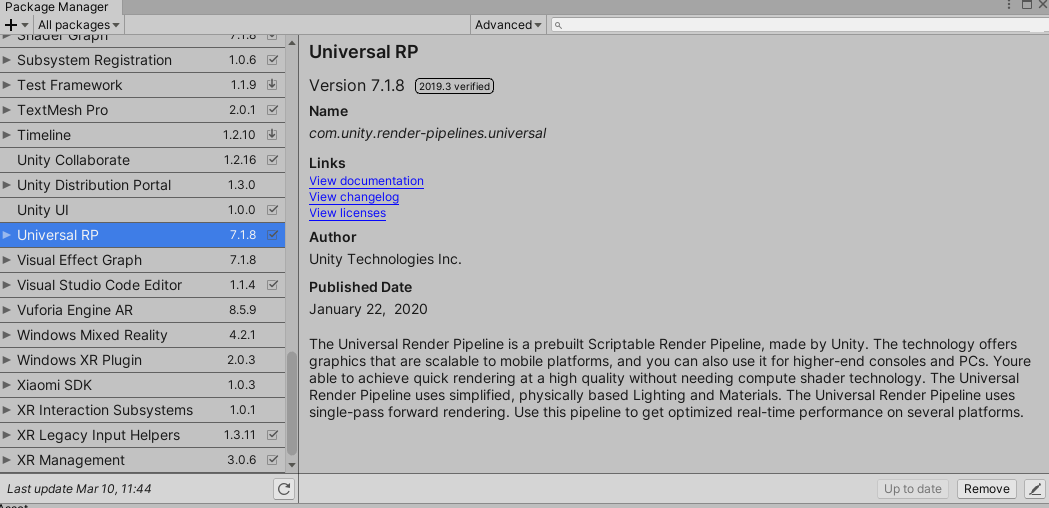 Package Manager
All packages
Advanced
Shader Graph 7.1.8
Subsystem Registration 1.0.6
Test Framework 1.1.9
TextMesh Pro 2.0.1
Timeline 1.2.10
Unity Collaborate 1.2.16
Unity Distribution Portal 1.3.0
Unity UI 1.0.0
Universal RP 7.1.8
Visual Effect Graph 7.1.8
Visual Studio Code Editor 1.1.4
Vuforia Engine AR 8.5.9
Windows Mixed Reality 4.2.1
Windows XR Plugin 2.0.3
Xiaomi SDK 1.0.3
XR Interaction Subsystems 1.0.1
XR Legacy Input Helpers 1.3.11
XR Management 3.0.6
Last update Mar 10, 11:44
Universal RP
Version 7.1.8 2019.3 verified
Name
com.unity.render-pipelines.universal
Links
View documentation
View changelog
View licenses
Author
Unity Technologies Inc.
Published Date
January 22, 2020
The Universal Render Pipeline is a prebuilt Scriptable Render Pipeline, made by Unity. The technology offers
graphics that are scalable to mobile platforms, and you can also use it for higher-end consoles and PCs. Youre
able to achieve quick rendering at a high quality without needing compute shader technology. The Universal
Render Pipeline uses simplified, physically based Lighting and Materials. The Universal Render Pipeline uses
single-pass forward rendering. Use this pipeline to get optimized real-time performance on several platforms.
Up to date
Remove